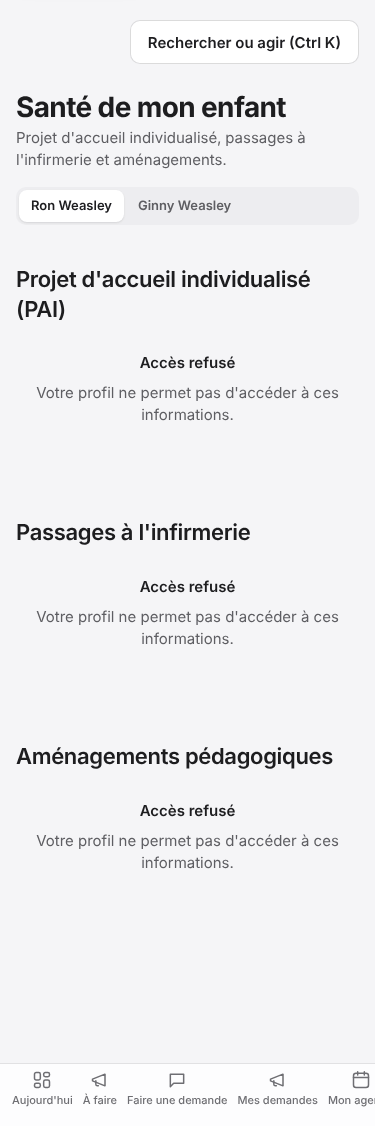 Rechercher ou agir (Ctrl K)
Santé de mon enfant
Projet d'accueil individualisé, passages à
l'infirmerie et aménagements.
Ron Weasley
Ginny Weasley
Projet d'accueil individualisé
(PAI)
Accès refusé
Votre profil ne permet pas d'accéder à ces
informations.
Passages à l'infirmerie
Accès refusé
Votre profil ne permet pas d'accéder à ces
informations.
Aménagements pédagogiques
Accès refusé
Votre profil ne permet pas d'accéder à ces
informations.
Aujourd'hui
À faire
Faire une demande
Mes demandes
Mon age